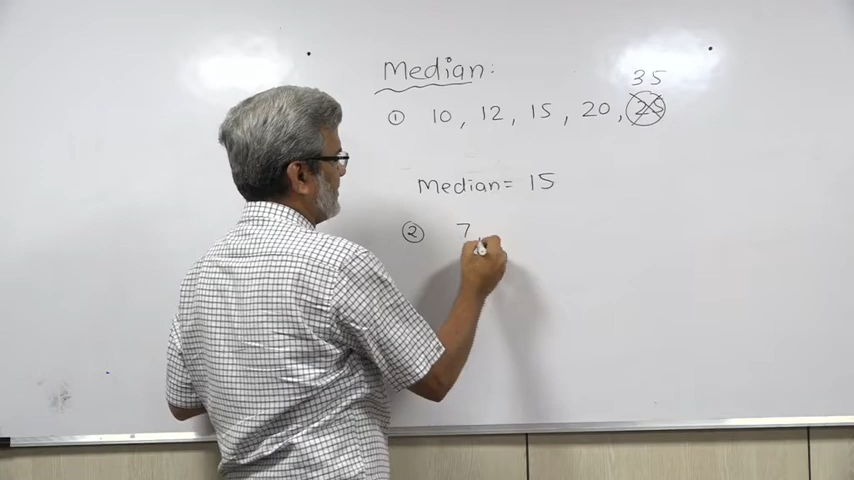 Median:
35
① 10, 12, 15, 20, 25
Median = 15
② 7,